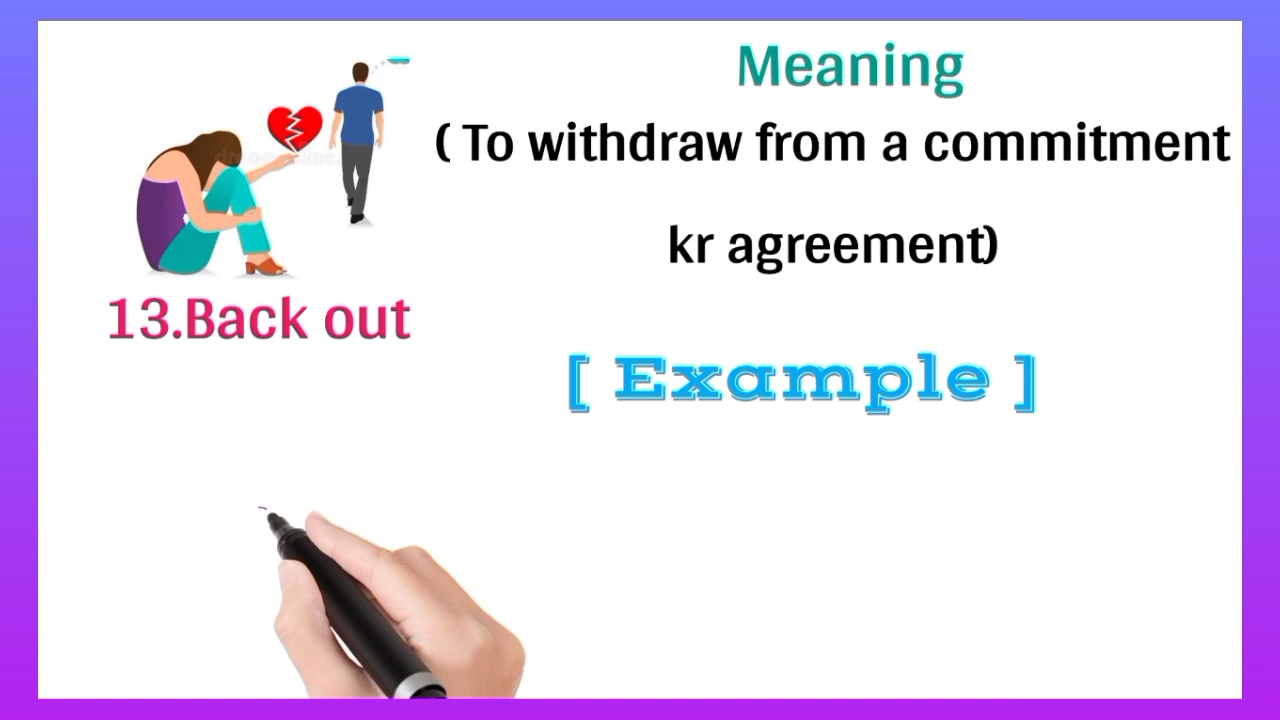 Meaning
( To withdraw from a commitment
kr agreement)
13.Back out
[ Example ]